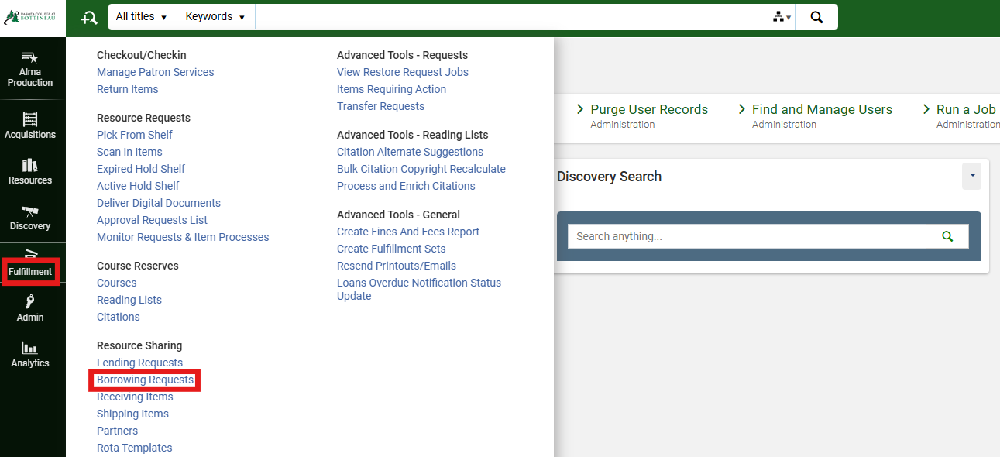 DAKOTA COLLEGE AT
BOTTINEAU
All titles
Keywords
Alma
Production
Acquisitions
Resources
Discovery
Fulfillment
Admin
Analytics
Checkout/Checkin
Manage Patron Services
Return Items
Resource Requests
Pick From Shelf
Scan In Items
Expired Hold Shelf
Active Hold Shelf
Deliver Digital Documents
Approval Requests List
Monitor Requests & Item Processes
Course Reserves
Courses
Reading Lists
Citations
Resource Sharing
Lending Requests
Borrowing Requests
Receiving Items
Shipping Items
Partners
Rota Templates
Advanced Tools - Requests
View Restore Request Jobs
Items Requiring Action
Transfer Requests
Advanced Tools - Reading Lists
Citation Alternate Suggestions
Bulk Citation Copyright Recalculate
Process and Enrich Citations
Advanced Tools - General
Create Fines And Fees Report
Create Fulfillment Sets
Resend Printouts/Emails
Loans Overdue Notification Status
Update
Purge User Records
Administration
Find and Manage Users
Administration
Run a Job
Administration
Discovery Search
Search anything...